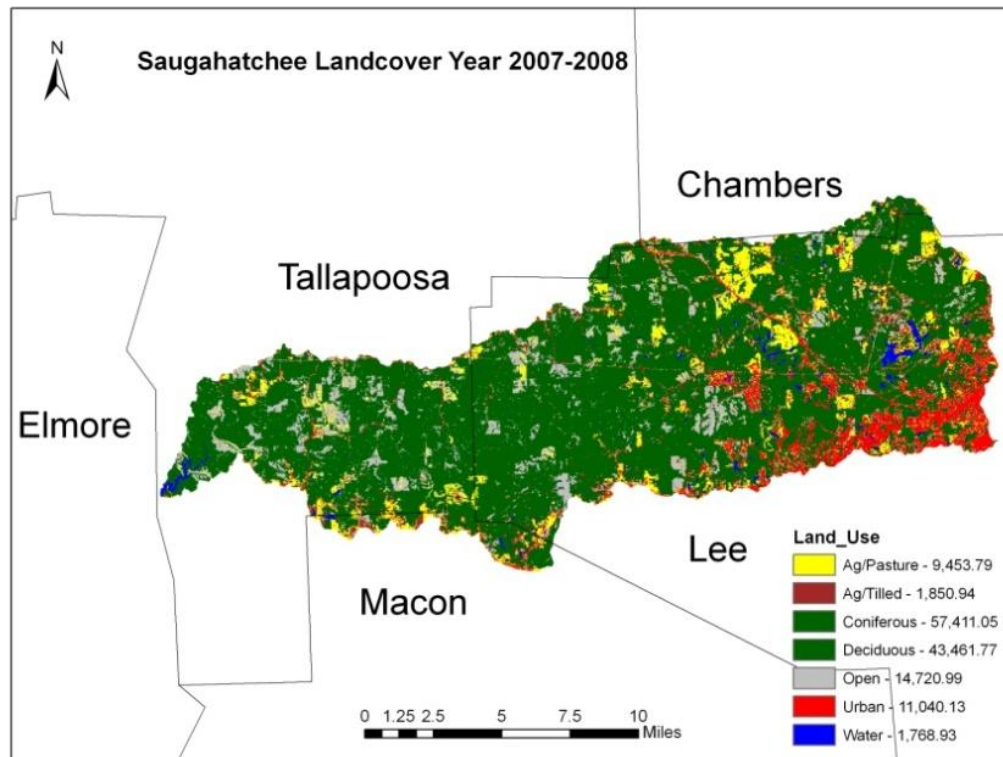 N
Saugahatchee Landcover Year 2007-2008
Chambers
Tallapoosa
Elmore
Lee
Macon
Land_Use
Ag/Pasture - 9,453.79
Ag/Tilled - 1,850.94
Coniferous - 57,411.05
Deciduous - 43,461.77
Open - 14,720.99
Urban - 11,040.13
Water - 1,768.93
0 1.25 2.5 5 7.5 10
Miles